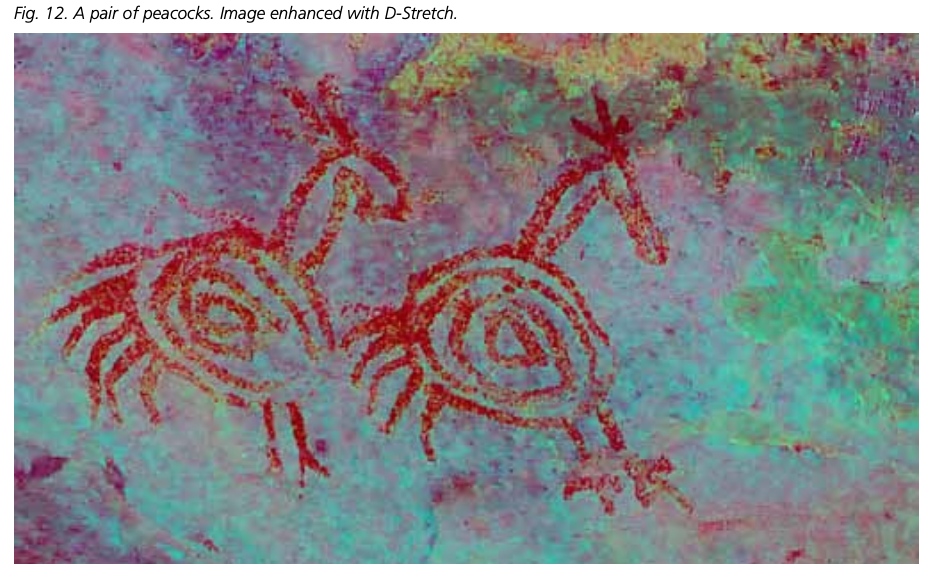 Fig. 12. A pair of peacocks. Image enhanced with D-Stretch.